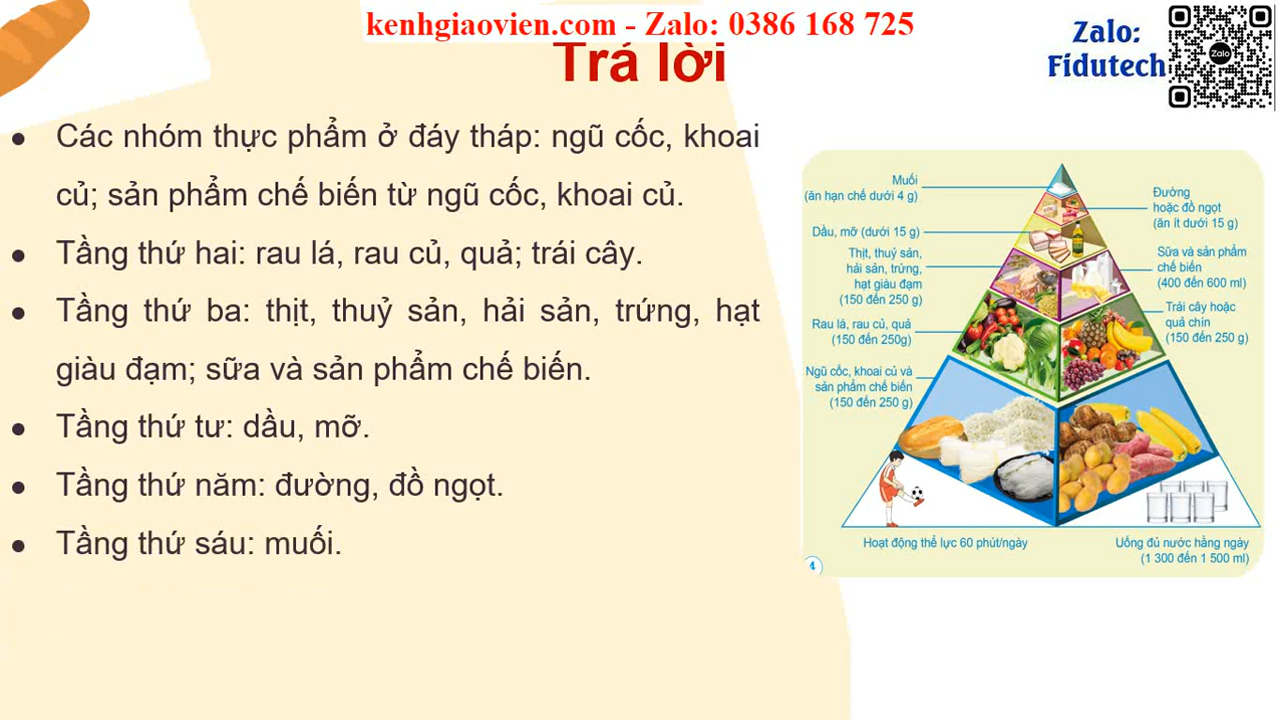 kenhgiaovien.com - Zalo: 0386 168 725
Trả lời
Zalo:
Fidutech
Zalo
● Các nhóm thực phẩm ở đáy tháp: ngũ cốc, khoai
củ; sản phẩm chế biến từ ngũ cốc, khoai củ.
● Tầng thứ hai: rau lá, rau củ, quả; trái cây.
● Tầng thứ ba: thịt, thuỷ sản, hải sản, trứng, hạt
giàu đạm; sữa và sản phẩm chế biến.
● Tầng thứ tư: dầu, mỡ.
● Tầng thứ năm: đường, đồ ngọt.
● Tầng thứ sáu: muối.
Muối
(ăn hạn chế dưới 4 g)
Dầu, mỡ (dưới 15 g)
Thịt, thuỷ sản,
hải sản, trứng,
hạt giàu đạm
(150 đến 250 g)
Rau lá, rau củ, quả
(150 đến 250g)
Ngũ cốc, khoai củ và
sản phẩm chế biến
(150 đến 250 g)
Đường
hoặc đồ ngọt
(ăn ít dưới 15 g)
Sữa và sản phẩm
chế biến
(400 đến 600 ml)
Trái cây hoặc
quả chín
(150 đến 250 g)
Hoạt động thể lực 60 phút/ngày
Uống đủ nước hằng ngày
(1 300 đến 1 500 ml)
4